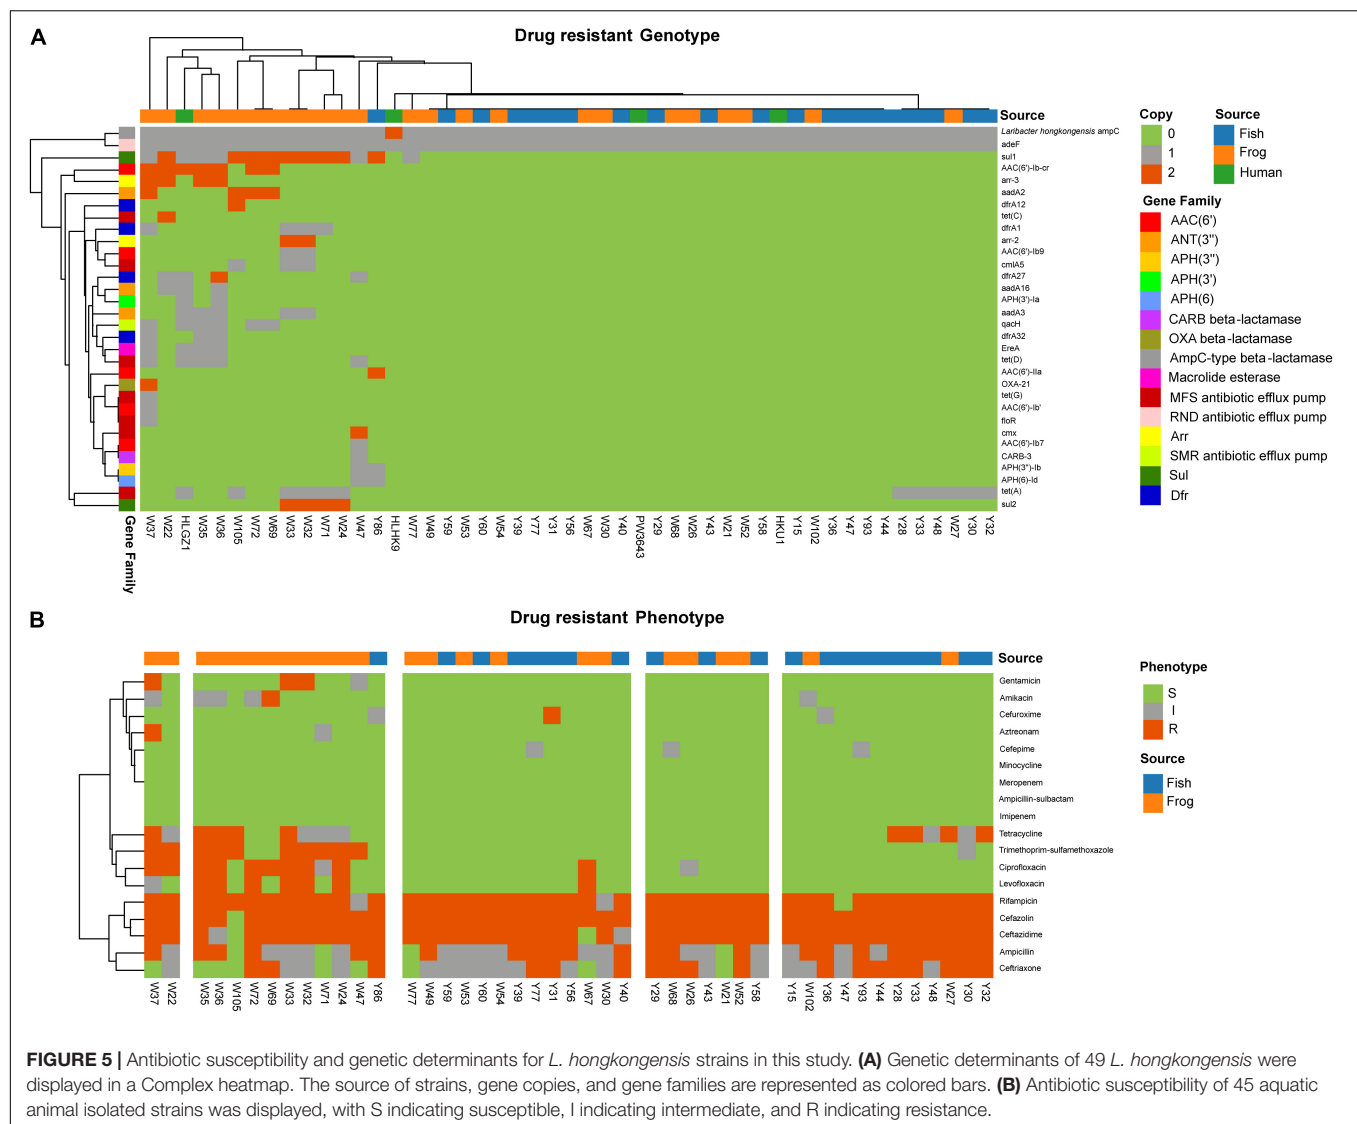 A
Drug resistant Genotype
Source
Laribacter hongkongensis ampC
adeF
sul1
AAC(6')-Ib-cr
arr-3
aadA2
dfrA12
tet(C)
dfrA1
arr-2
AAC(6')-Ib9
cmlA5
dfrA27
aadA16
APH(3')-Ia
aadA3
qacH
dfrA32
EreA
tet(D)
AAC(6')-IIa
OXA-21
tet(G)
AAC(6')-Ib'
floR
cmx
AAC(6')-Ib7
CARB-3
APH(3'')-Ib
APH(6)-Id
tet(A)
sul2
Gene Family
W37 W22 HLGZ1 W35 W36 W105 W72 W69 W33 W32 W71 W24 W47 Y86 HLHK9 W77 W49 Y59 W53 Y60 W54 Y39 Y77 Y31 Y56 W67 W30 Y40 PW3643 Y29 W68 W26 Y43 W21 W52 Y58 HKU1 Y15 W102 Y36 Y47 Y93 Y44 Y28 Y33 Y48 W27 Y30 Y32
Copy
0
1
2
Source
Fish
Frog
Human
Gene Family
AAC(6')
ANT(3'')
APH(3'')
APH(3')
APH(6)
CARB beta-lactamase
OXA beta-lactamase
AmpC-type beta-lactamase
Macrolide esterase
MFS antibiotic efflux pump
RND antibiotic efflux pump
Arr
SMR antibiotic efflux pump
Sul
Dfr
B
Drug resistant Phenotype
Source
Gentamicin
Amikacin
Cefuroxime
Aztreonam
Cefepime
Minocycline
Meropenem
Ampicillin-sulbactam
Imipenem
Tetracycline
Trimethoprim-sulfamethoxazole
Ciprofloxacin
Levofloxacin
Rifampicin
Cefazolin
Ceftazidime
Ampicillin
Ceftriaxone
W37 W22 W35 W36 W105 W72 W69 W33 W32 W71 W24 W47 Y86 W77 W49 Y59 W53 Y60 W54 Y39 Y77 Y31 Y56 W67 W30 Y40 Y29 W68 W26 Y43 W21 W52 Y58 Y15 W102 Y36 Y47 Y93 Y44 Y28 Y33 Y48 W27 Y30 Y32
Phenotype
S
I
R
Source
Fish
Frog
FIGURE 5 | Antibiotic susceptibility and genetic determinants for L. hongkongensis strains in this study. (A) Genetic determinants of 49 L. hongkongensis were
displayed in a Complex heatmap. The source of strains, gene copies, and gene families are represented as colored bars. (B) Antibiotic susceptibility of 45 aquatic
animal isolated strains was displayed, with S indicating susceptible, I indicating intermediate, and R indicating resistance.